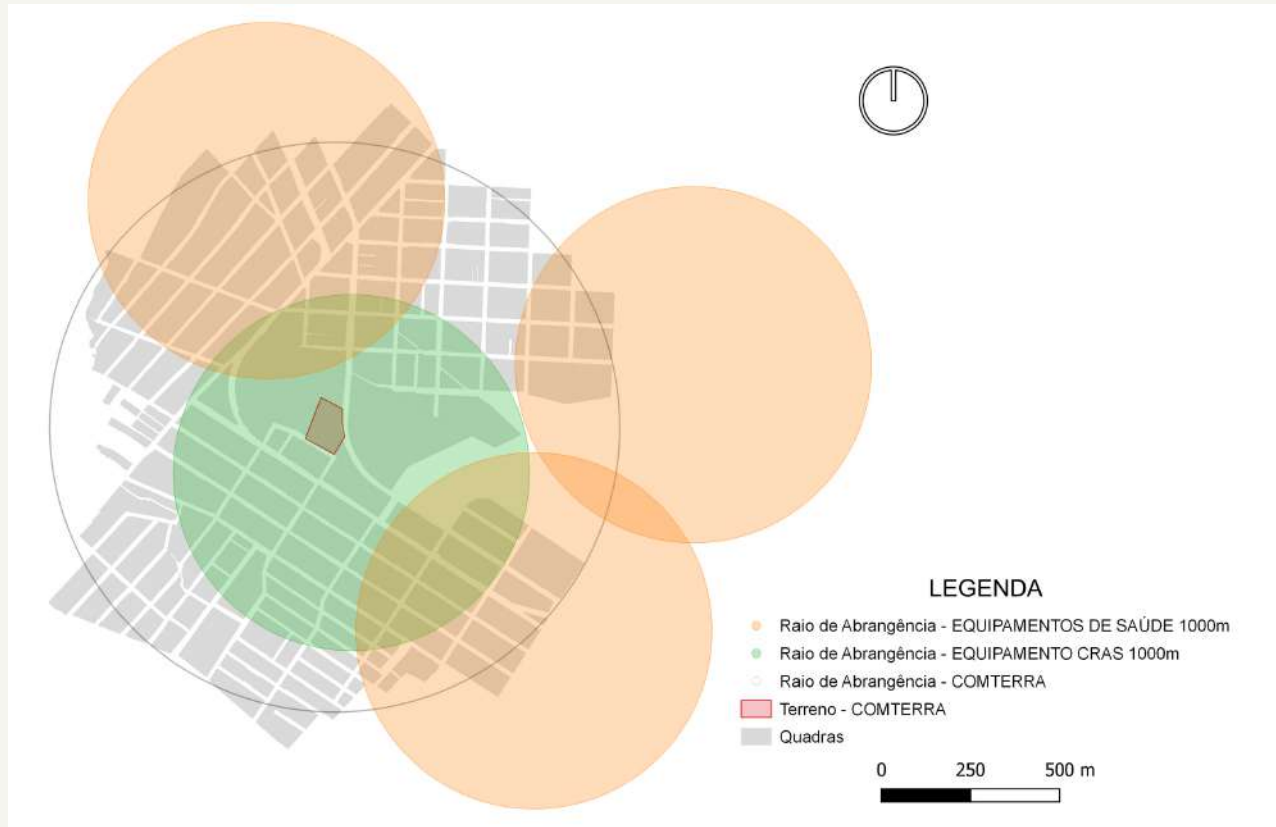 LEGENDA
Raio de Abrangência - EQUIPAMENTOS DE SAÚDE 1000m
Raio de Abrangência - EQUIPAMENTO CRAS 1000m
Raio de Abrangência - COMTERRA
Terreno - COMTERRA
Quadras
0 250 500 m